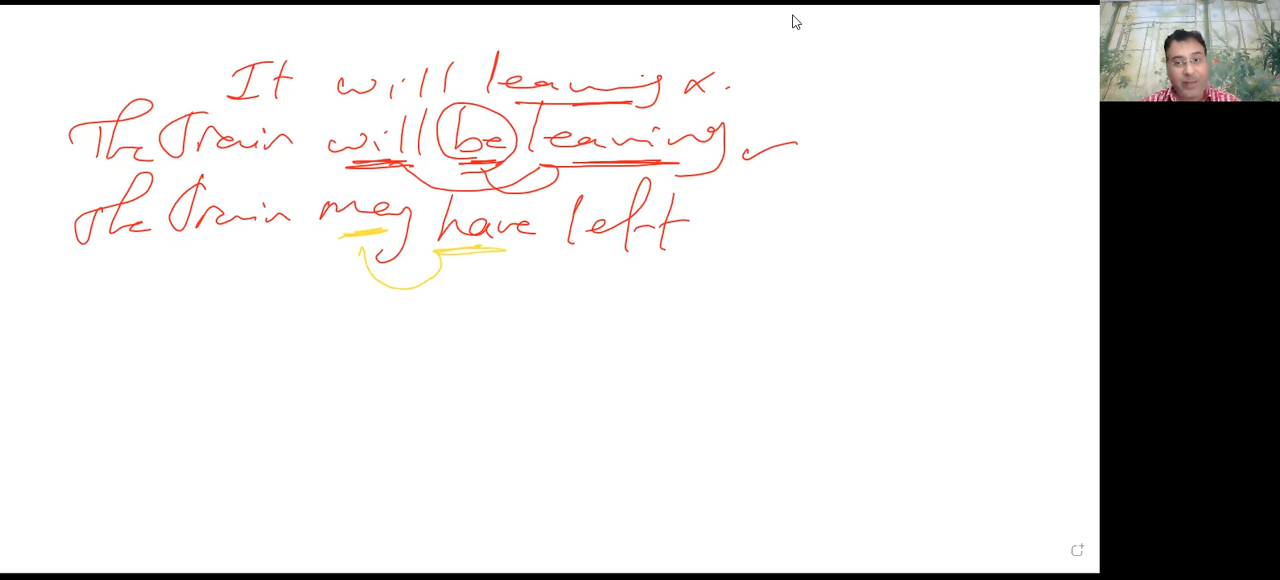 It will leaving ×.
The Train will be leaving ✓
The Train may have left